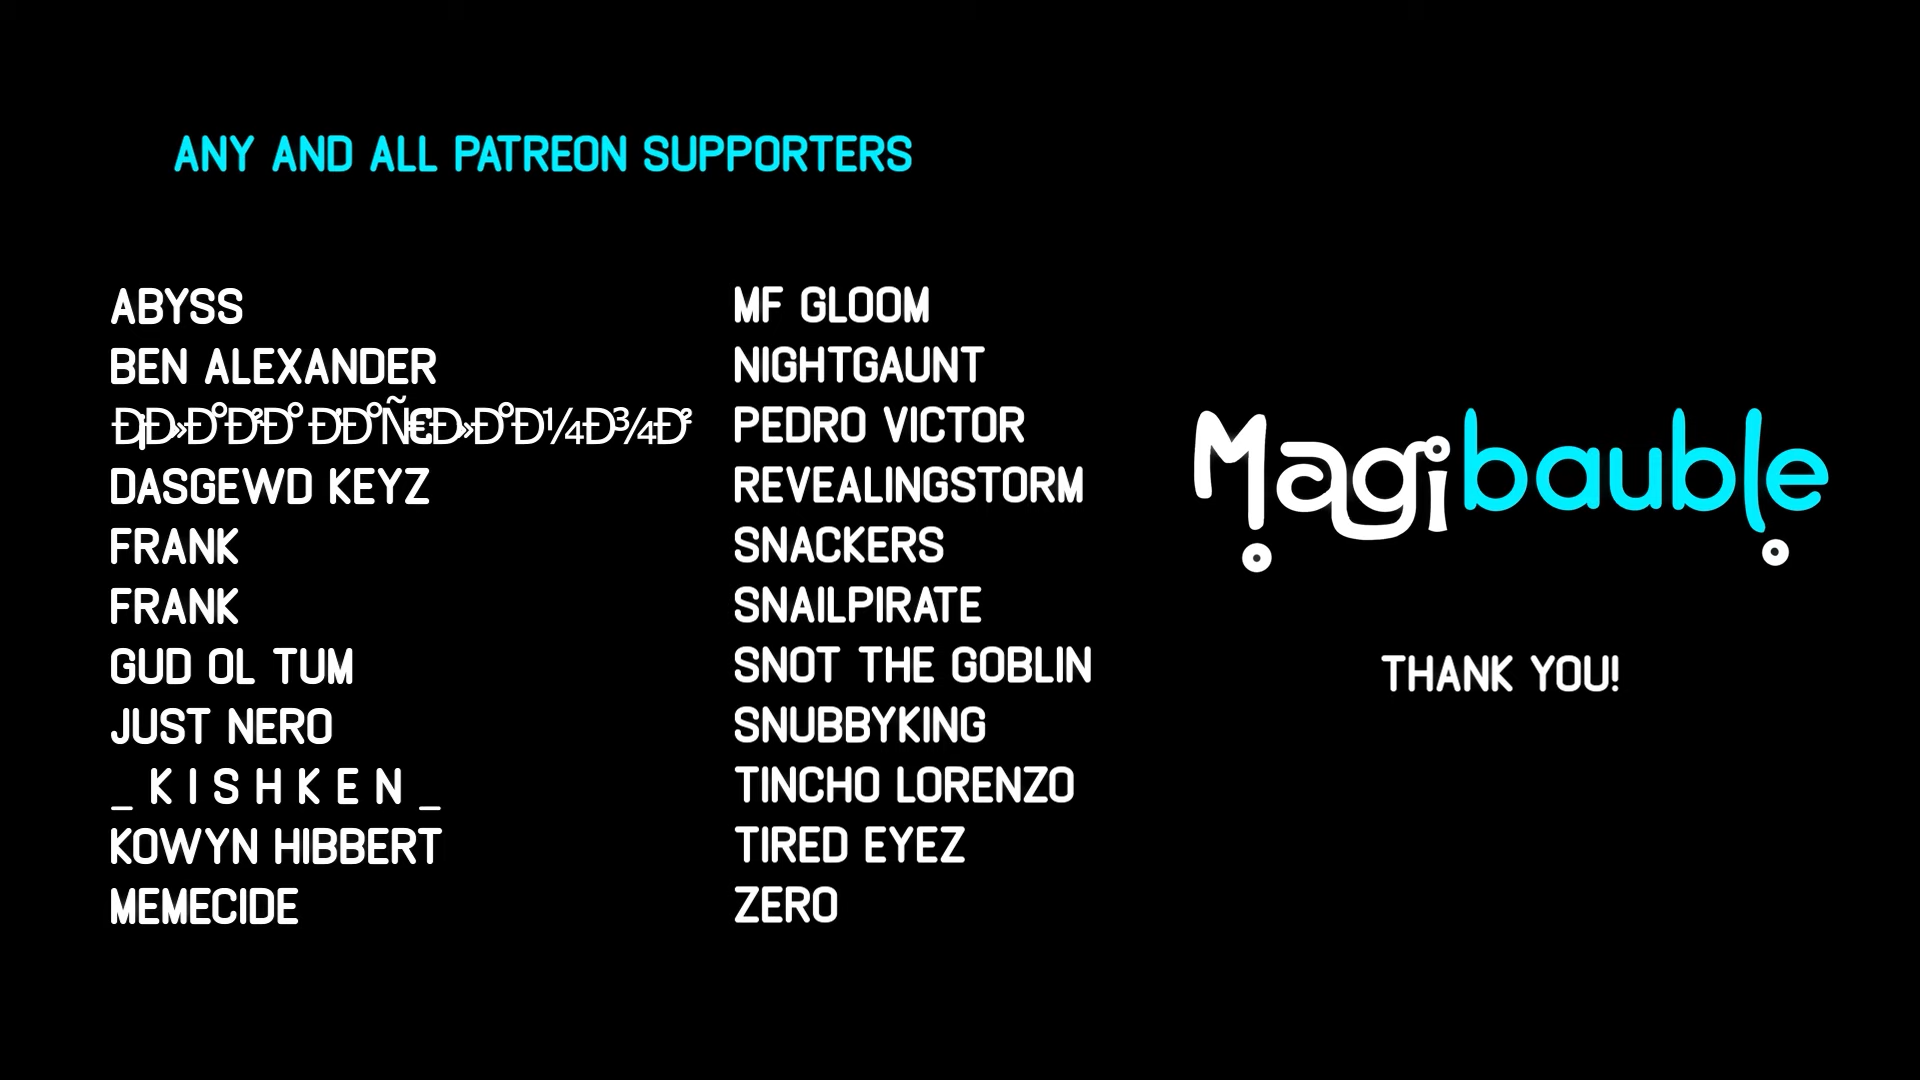 ANY AND ALL PATREON SUPPORTERS
ABYSS
BEN ALEXANDER
DASGEWD KEYZ
FRANK
FRANK
GUD OL TUM
JUST NERO
_ K I S H K E N _
KOWYN HIBBERT
MEMECIDE
MF GLOOM
NIGHTGAUNT
PEDRO VICTOR
REVEALINGSTORM
SNACKERS
SNAILPIRATE
SNOT THE GOBLIN
SNUBBYKING
TINCHO LORENZO
TIRED EYEZ
ZERO
Magibauble
THANK YOU!